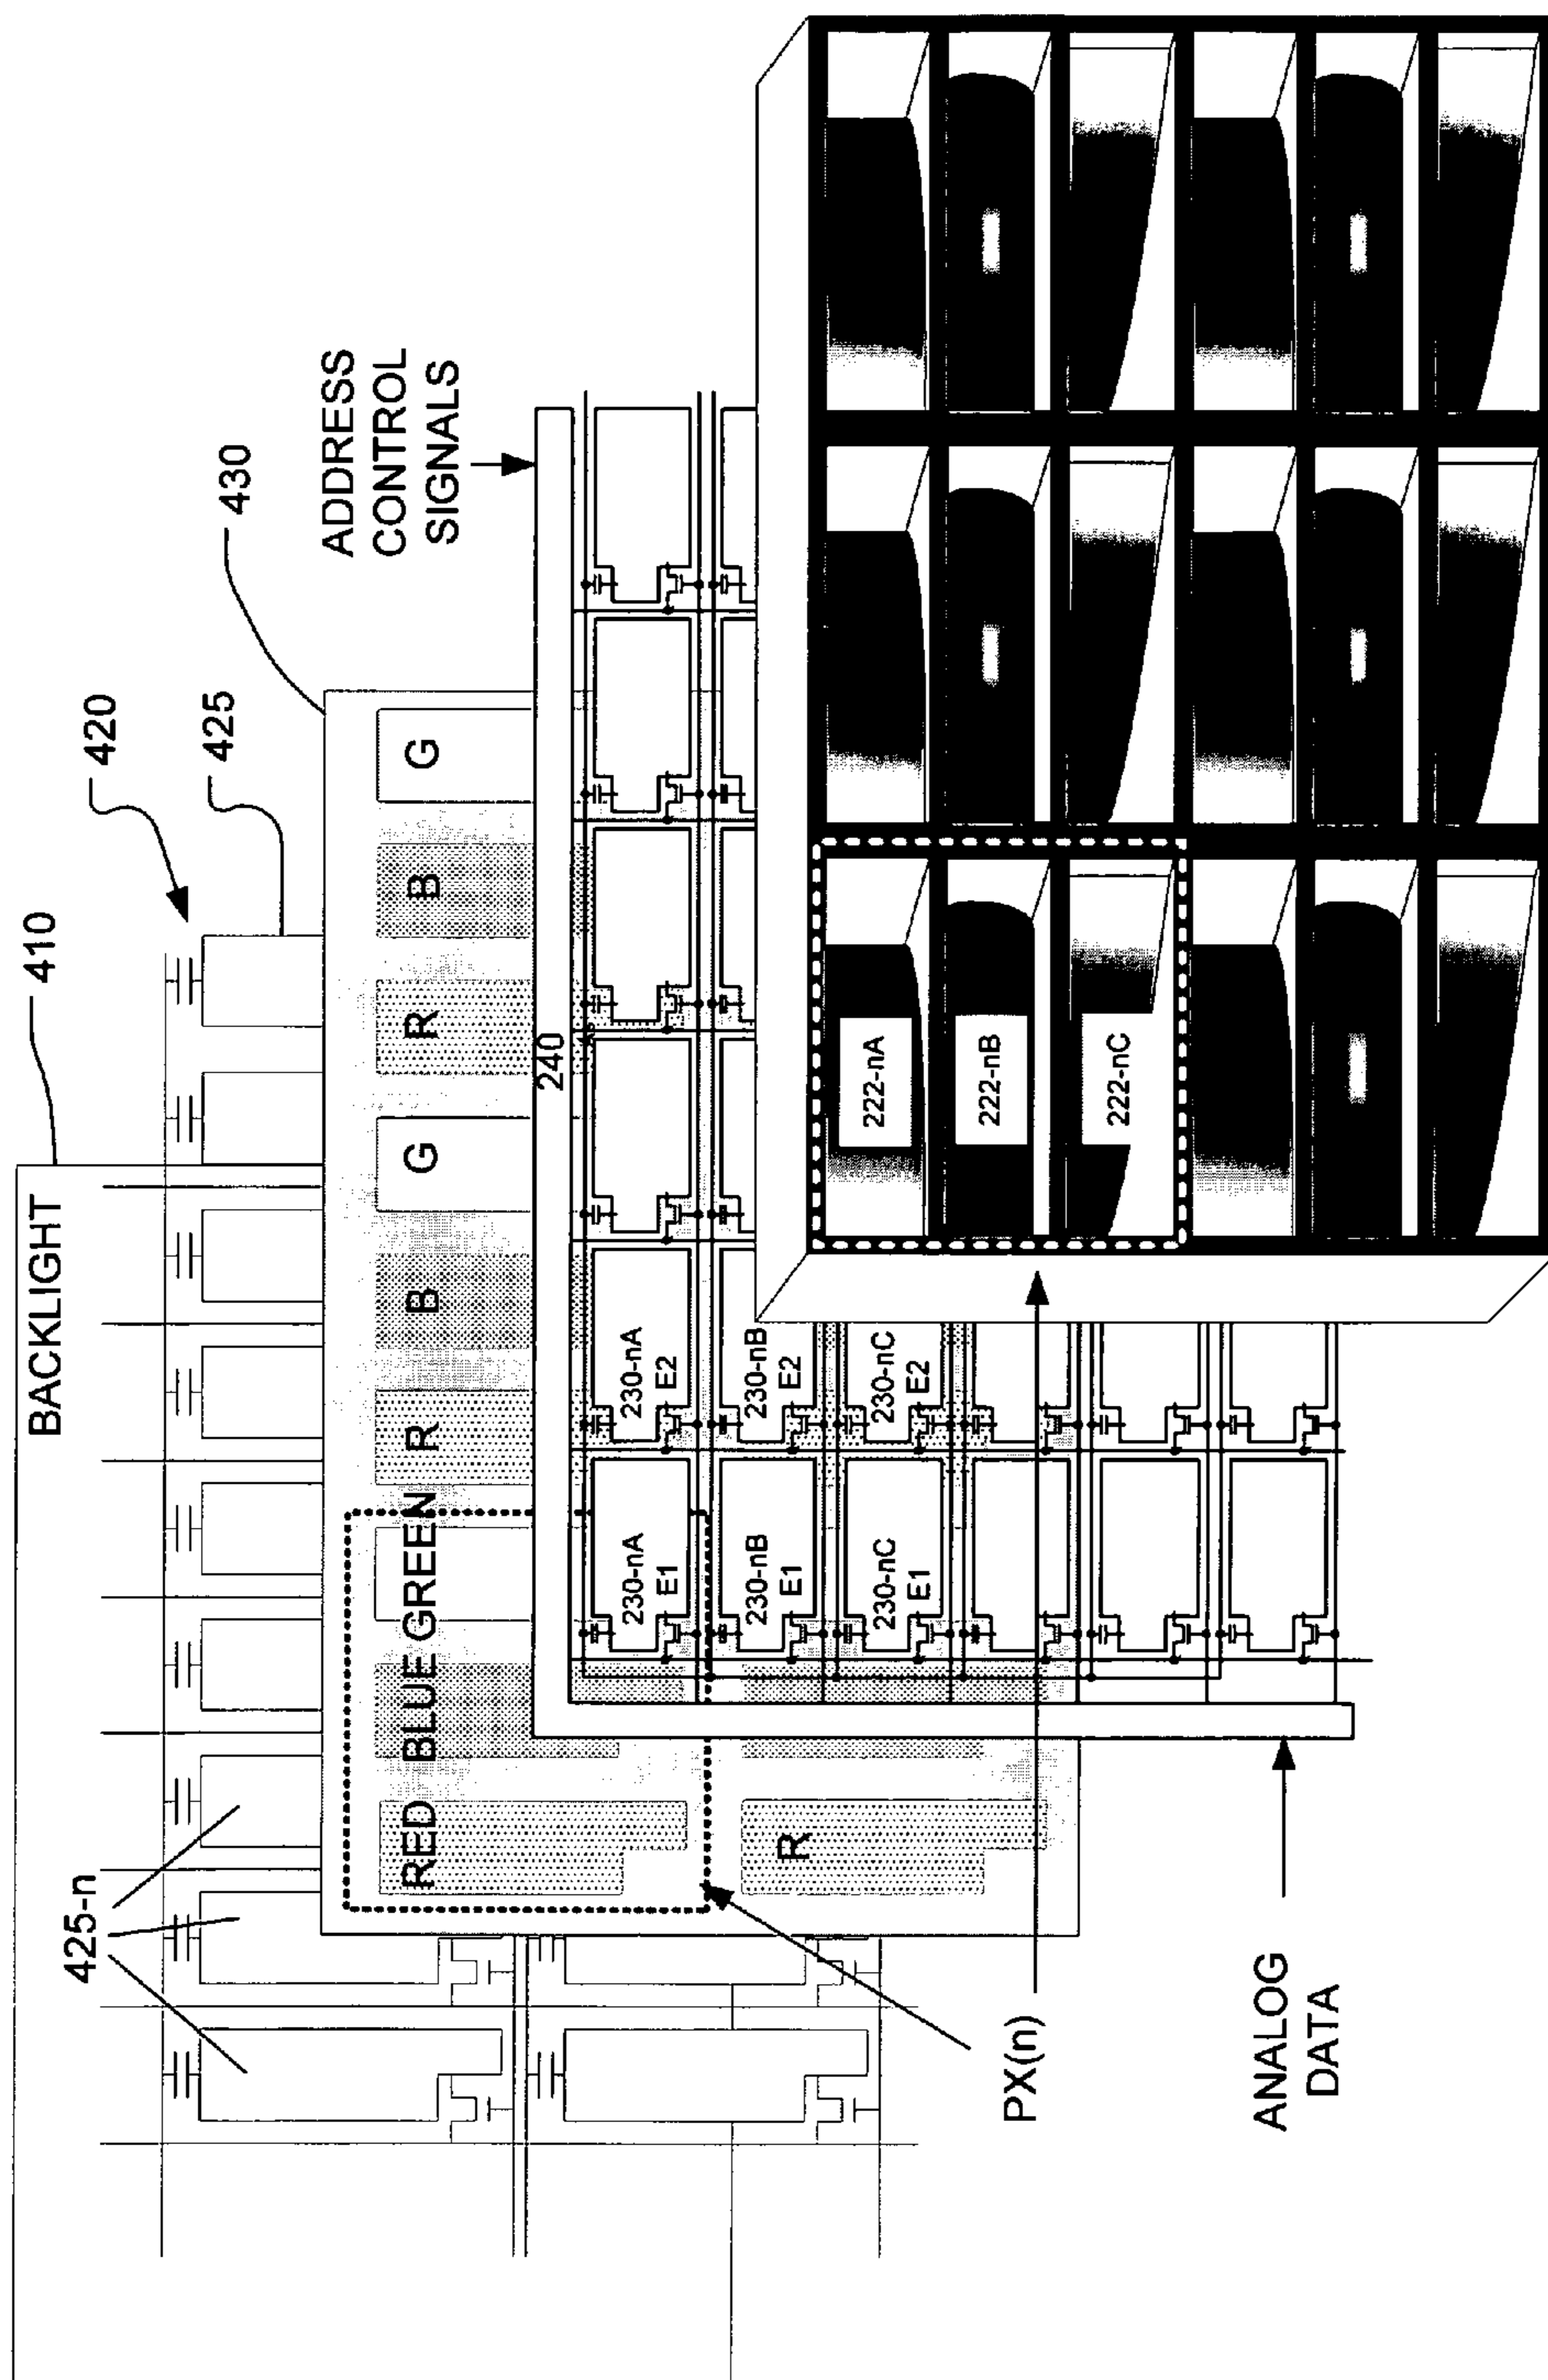 BACKLIGHT
410
420
425
430
425-n
ADDRESS
CONTROL
SIGNALS
RED
BLUE
GREEN
R
B
G
R
B
G
R
240
230-nA
E1
230-nA
E2
230-nB
E1
230-nB
E2
230-nC
E1
230-nC
E2
222-nA
222-nB
222-nC
PX(n)
ANALOG
DATA